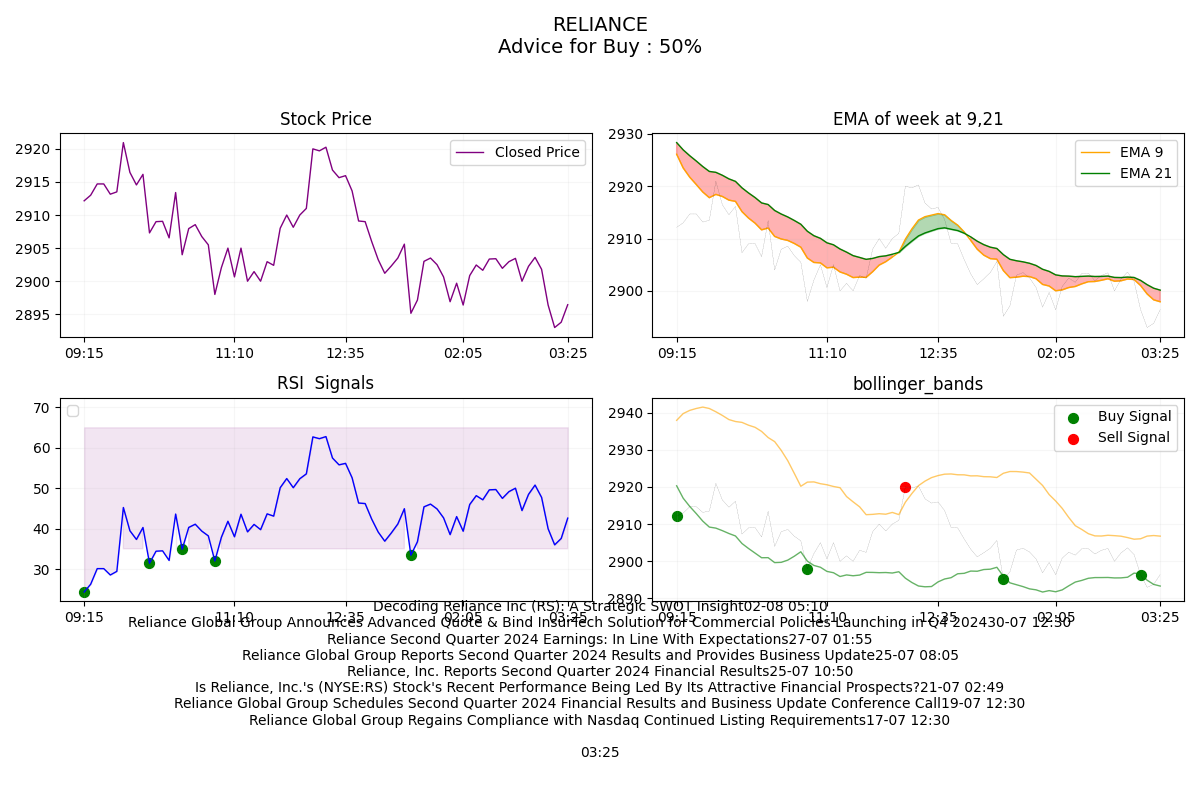 RELIANCE
Advice for Buy : 50%
Stock Price
2920
2915
2910
2905
2900
2895
Closed Price
09:15 11:10 12:35 02:05 03:25
EMA of week at 9,21
2930
2920
2910
2900
EMA 9
EMA 21
09:15 11:10 12:35 02:05 03:25
RSI  Signals
70
60
50
40
30
09:15 11:10 12:35 02:05 03:25
bollinger_bands
2940
2930
2920
2910
2900
2890
Buy Signal
Sell Signal
09:15 11:10 12:35 02:05 03:25
Decoding Reliance Inc (RS): A Strategic SWOT Insight02-08 05:10
Reliance Global Group Announces Advanced Quote & Bind InsurTech Solution for Commercial Policies Launching in Q4 202430-07 12:30
Reliance Second Quarter 2024 Earnings: In Line With Expectations27-07 01:55
Reliance Global Group Reports Second Quarter 2024 Results and Provides Business Update25-07 08:05
Reliance, Inc. Reports Second Quarter 2024 Financial Results25-07 10:50
Is Reliance, Inc.'s (NYSE:RS) Stock's Recent Performance Being Led By Its Attractive Financial Prospects?21-07 02:49
Reliance Global Group Schedules Second Quarter 2024 Financial Results and Business Update Conference Call19-07 12:30
Reliance Global Group Regains Compliance with Nasdaq Continued Listing Requirements17-07 12:30
03:25